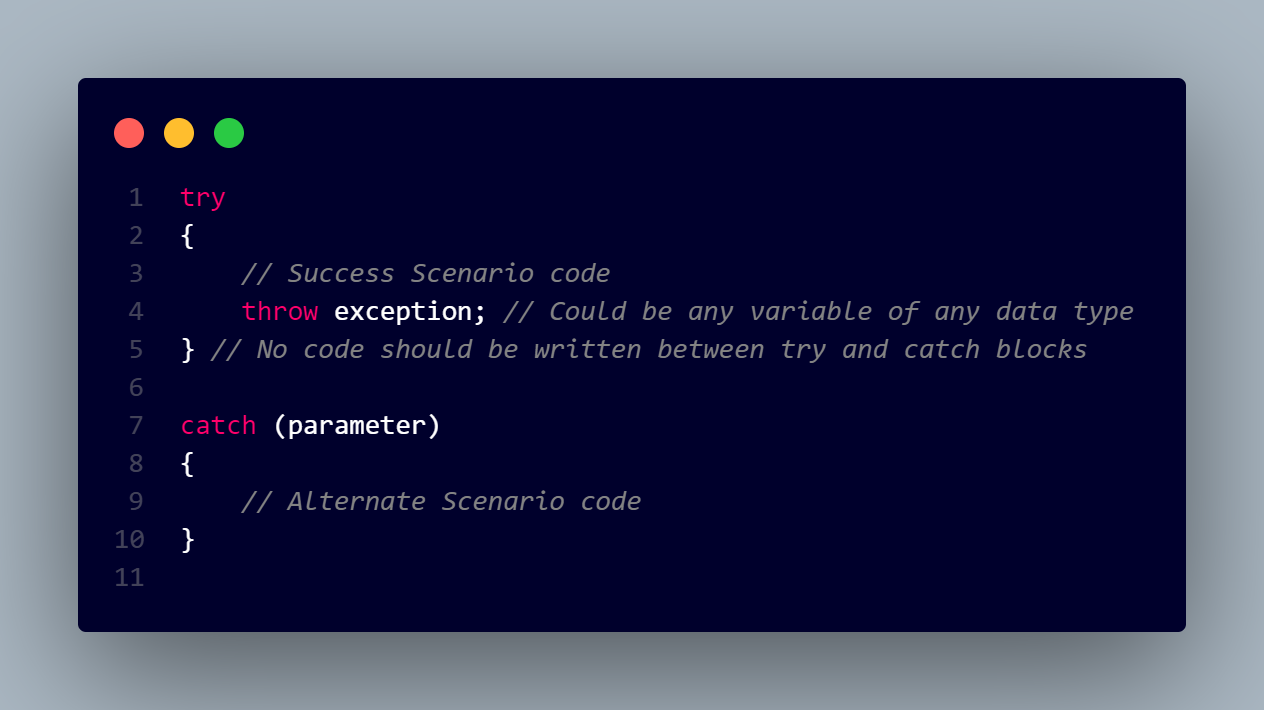 1 try
2 {
3     // Success Scenario code
4     throw exception; // Could be any variable of any data type
5 } // No code should be written between try and catch blocks
6
7 catch (parameter)
8 {
9     // Alternate Scenario code
10 }
11